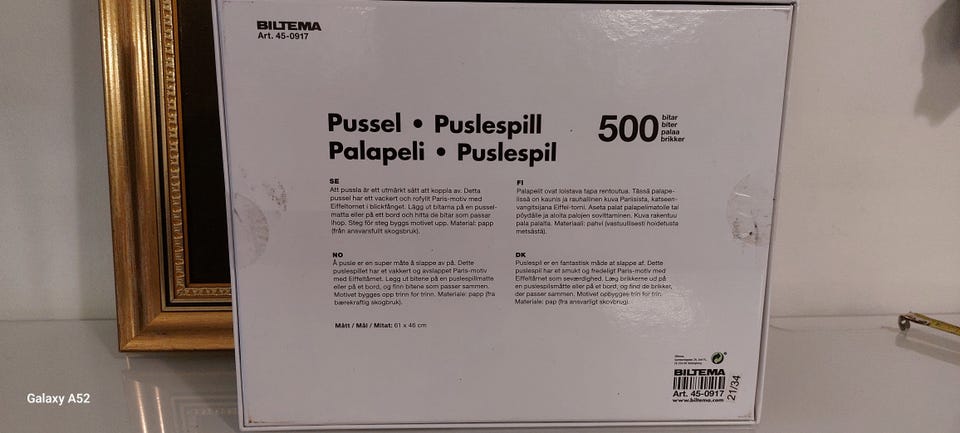 BILTEMA
Art. 45-0917
Pussel • Puslespill
Palapeli • Puslespil
500
bitar
biter
palaa
brikker
SE
Att pussla är ett utmärkt sätt att koppla av. Detta
pussel har ett vackert och rofyllt Paris-motiv med
Eiffeltornet i blickfånget. Lägg ut bitarna på en pussel-
matta eller på ett bord och hitta de bitar som passar
ihop. Steg för steg byggs motivet upp. Material: papp
(från ansvarsfullt skogsbruk).
FI
Palapelit ovat loistava tapa rentoutua. Tässä palape-
lissä on kaunis ja rauhallinen kuva Pariisista, katseen-
vangitsijana Eiffel-torni. Aseta palat palapelimatolle tai
pöydälle ja aloita palojen sovittaminen. Kuva rakentuu
pala palalta. Materiaali: pahvi (vastuullisesti hoidetusta
metsästä).
NO
Å pusle er en super måte å slappe av på. Dette
puslespillet har et vakkert og avslappet Paris-motiv
med Eiffeltårnet. Legg ut bitene på en puslespillmatte
eller på et bord, og finn bitene som passer sammen.
Motivet bygges opp trinn for trinn. Materiale: papp (fra
bærekraftig skogbruk).
DK
Puslespil er en fantastisk måde at slappe af. Dette
puslespil har et smukt og fredeligt Paris-motiv med
Eiffeltårnet som seværdighed. Læg brikkerne ud på
en puslespilsmåtte eller på et bord, og find de brikker,
der passer sammen. Motivet opbygges trin for trin.
Materiale: pap (fra ansvarligt skovbrug).
Mått / Mål / Mitat: 61 x 46 cm
Biltema
BILTEMA
Art. 45-0917
www.biltema.com
21/34
Galaxy A52